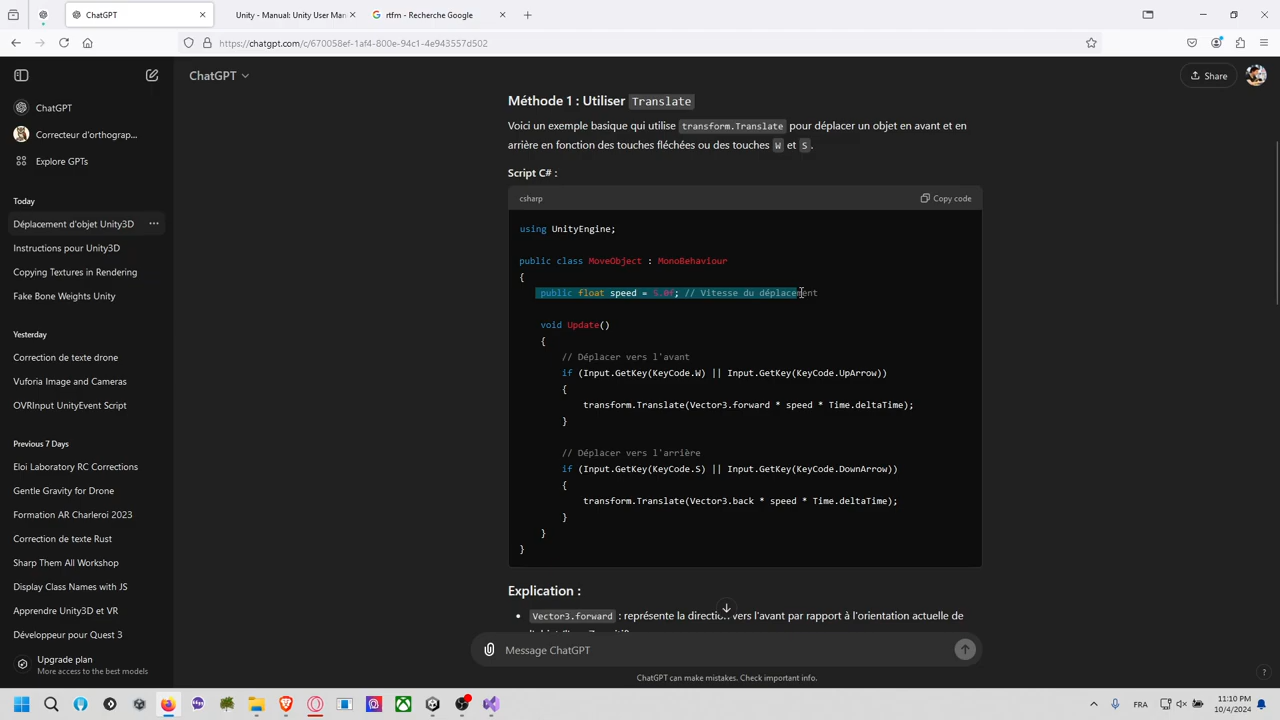 ChatGPT
Unity - Manual: Unity User Man
rtfm - Recherche Google
https://chatgpt.com/c/670058ef-1af4-800e-94c1-4e943557d502
ChatGPT
Share
ChatGPT
Correcteur d'orthograp...
Explore GPTs
Today
Déplacement d'objet Unity3D
Instructions pour Unity3D
Copying Textures in Rendering
Fake Bone Weights Unity
Yesterday
Correction de texte drone
Vuforia Image and Cameras
OVRInput UnityEvent Script
Previous 7 Days
Eloi Laboratory RC Corrections
Gentle Gravity for Drone
Formation AR Charleroi 2023
Correction de texte Rust
Sharp Them All Workshop
Display Class Names with JS
Apprendre Unity3D et VR
Développeur pour Quest 3
Upgrade plan
More access to the best models
Méthode 1 : Utiliser Translate
Voici un exemple basique qui utilise transform.Translate pour déplacer un objet en avant et en
arrière en fonction des touches fléchées ou des touches W et S.
Script C# :
csharp
Copy code
using UnityEngine;
public class MoveObject : MonoBehaviour
{
public float speed = 5.0f; // Vitesse du déplacement
void Update()
{
// Déplacer vers l'avant
if (Input.GetKey(KeyCode.W) || Input.GetKey(KeyCode.UpArrow))
{
transform.Translate(Vector3.forward * speed * Time.deltaTime);
}
// Déplacer vers l'arrière
if (Input.GetKey(KeyCode.S) || Input.GetKey(KeyCode.DownArrow))
{
transform.Translate(Vector3.back * speed * Time.deltaTime);
}
}
}
Explication :
Vector3.forward : représente la direction vers l'avant par rapport à l'orientation actuelle de
Message ChatGPT
ChatGPT can make mistakes. Check important info.
?
FRA
11:10 PM
10/4/2024